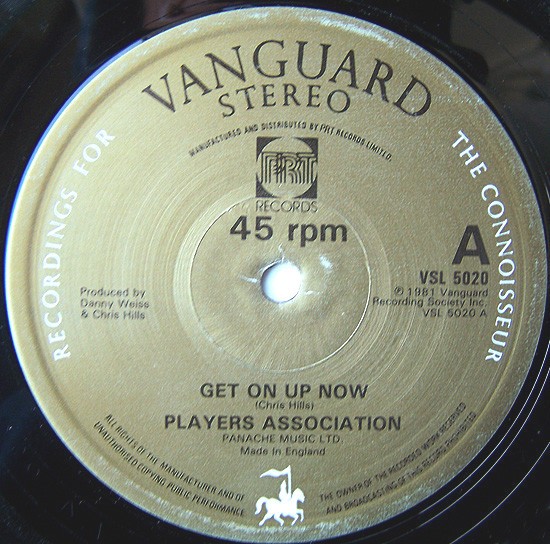 VANGUARD
STEREO
MANUFACTURED AND DISTRIBUTED BY PRT RECORDS LIMITED.
RECORDINGS FOR
THE CONNOISSEUR
PRT
RECORDS
45 rpm
A
VSL 5020
℗ 1981 Vanguard
Recording Society Inc.
VSL 5020 A
Produced by
Danny Weiss
& Chris Hills
GET ON UP NOW
(Chris Hills)
PLAYERS ASSOCIATION
PANACHE MUSIC LTD.
Made in England
ALL RIGHTS OF THE MANUFACTURER AND OF
THE OWNER OF THE RECORDED WORK RESERVED
UNAUTHORISED COPYING PUBLIC PERFORMANCE
AND BROADCASTING OF THIS RECORD PROHIBITED